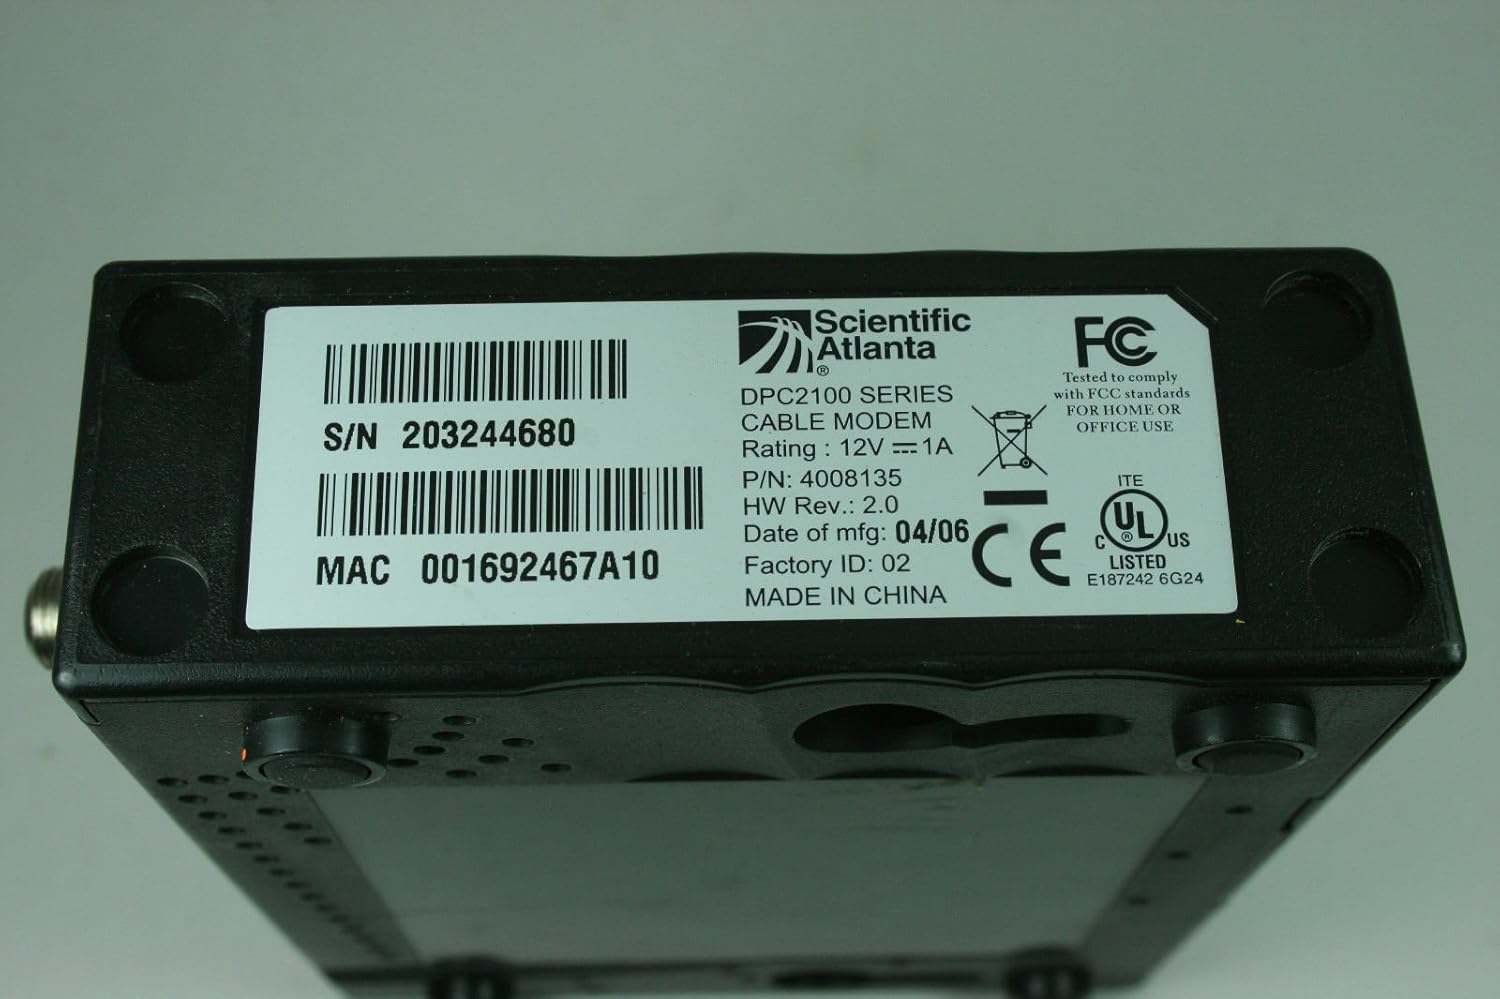 S/N 203244680
MAC 001692467A10
Scientific
Atlanta
®
DPC2100 SERIES
CABLE MODEM
Rating : 12V ⎓ 1A
P/N: 4008135
HW Rev.: 2.0
Date of mfg: 04/06
Factory ID: 02
MADE IN CHINA
FC
Tested to comply
with FCC standards
FOR HOME OR
OFFICE USE
CE
ITE
UL
®
C US
LISTED
E187242 6G24